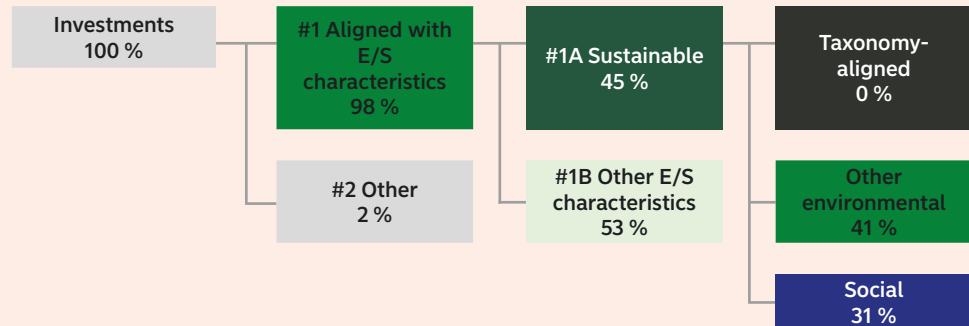 Investments
100 %
#1 Aligned with
E/S
characteristics
98 %
#1A Sustainable
45 %
Taxonomy-
aligned
0 %
#2 Other
2 %
#1B Other E/S
characteristics
53 %
Other
environmental
41 %
Social
31 %